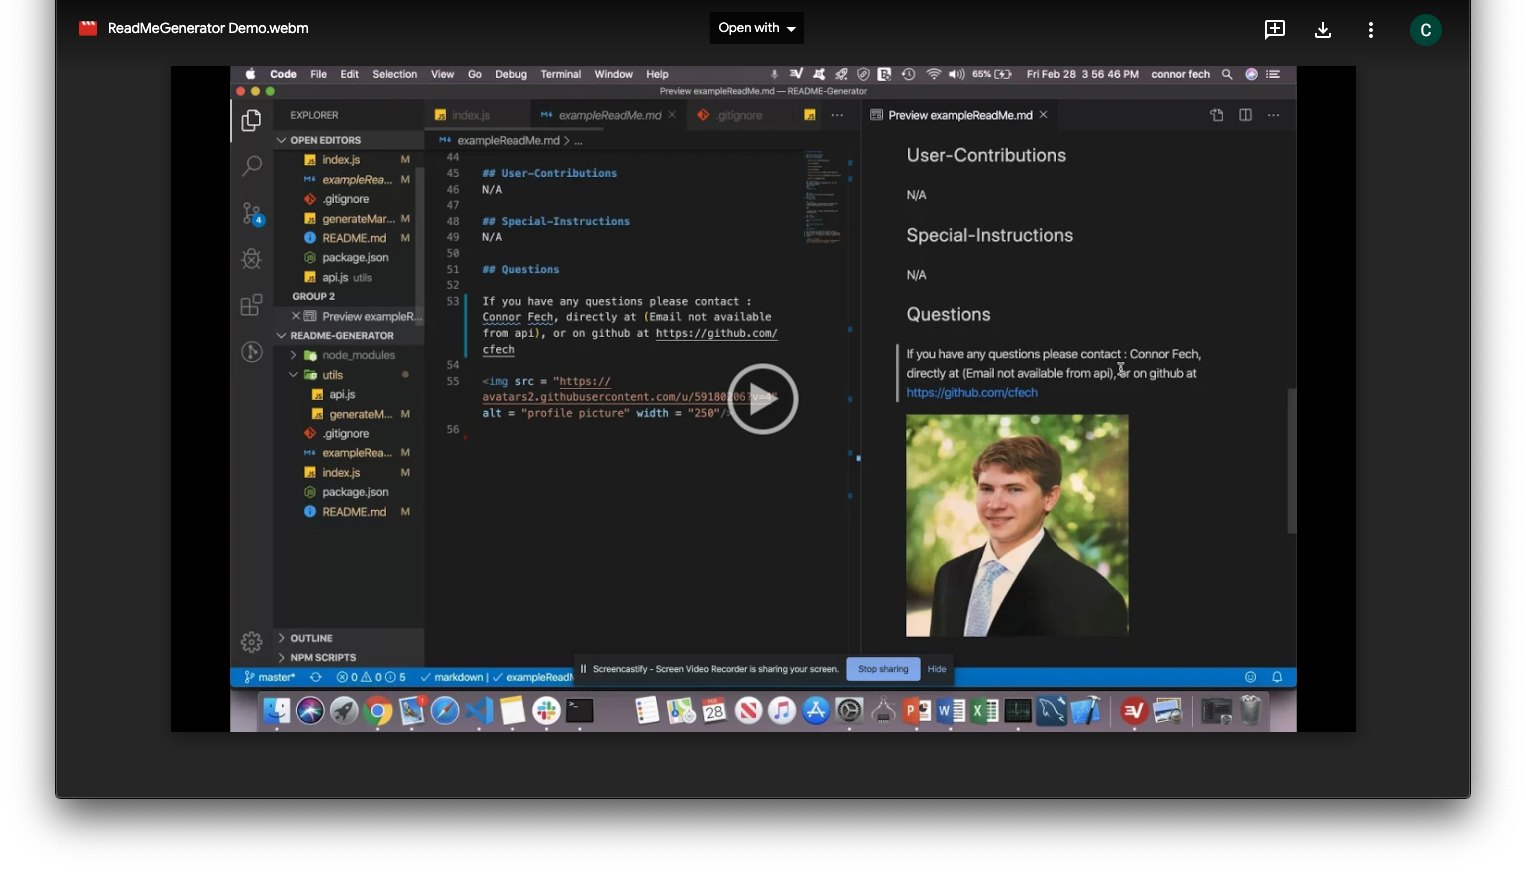 ReadMeGenerator Demo.webm
Open with
C
Code File Edit Selection View Go Debug Terminal Window Help
65%
Fri Feb 28 3 56 46 PM connor fech
Preview exampleReadMe.md — README-Generator
EXPLORER
OPEN EDITORS
index.js M
exampleRea... M
.gitignore
generateMar... M
README.md M
package.json
api.js utils
GROUP 2
Preview exampleR...
README-GENERATOR
node_modules
utils
api.js
generateM... M
.gitignore
exampleRea... M
index.js M
package.json
README.md M
OUTLINE
NPM SCRIPTS
4
index.js
exampleReadMe.md
.gitignore
exampleReadMe.md > ...
44
45 ## User-Contributions
46 N/A
47
48 ## Special-Instructions
49 N/A
50
51 ## Questions
52
53 If you have any questions please contact :
Connor Fech, directly at (Email not available
from api), or on github at https://github.com/
cfech
54
55 <img src = "https://
avatars2.githubusercontent.com/u/59180206?v=4"
alt = "profile picture" width = "250"/>
56
Preview exampleReadMe.md
User-Contributions
N/A
Special-Instructions
N/A
Questions
If you have any questions please contact : Connor Fech,
directly at (Email not available from api), or on github at
https://github.com/cfech
Screencastify - Screen Video Recorder is sharing your screen.
Stop sharing
Hide
master* 0 0 5 markdown | exampleReadM
FEB
28
P W X